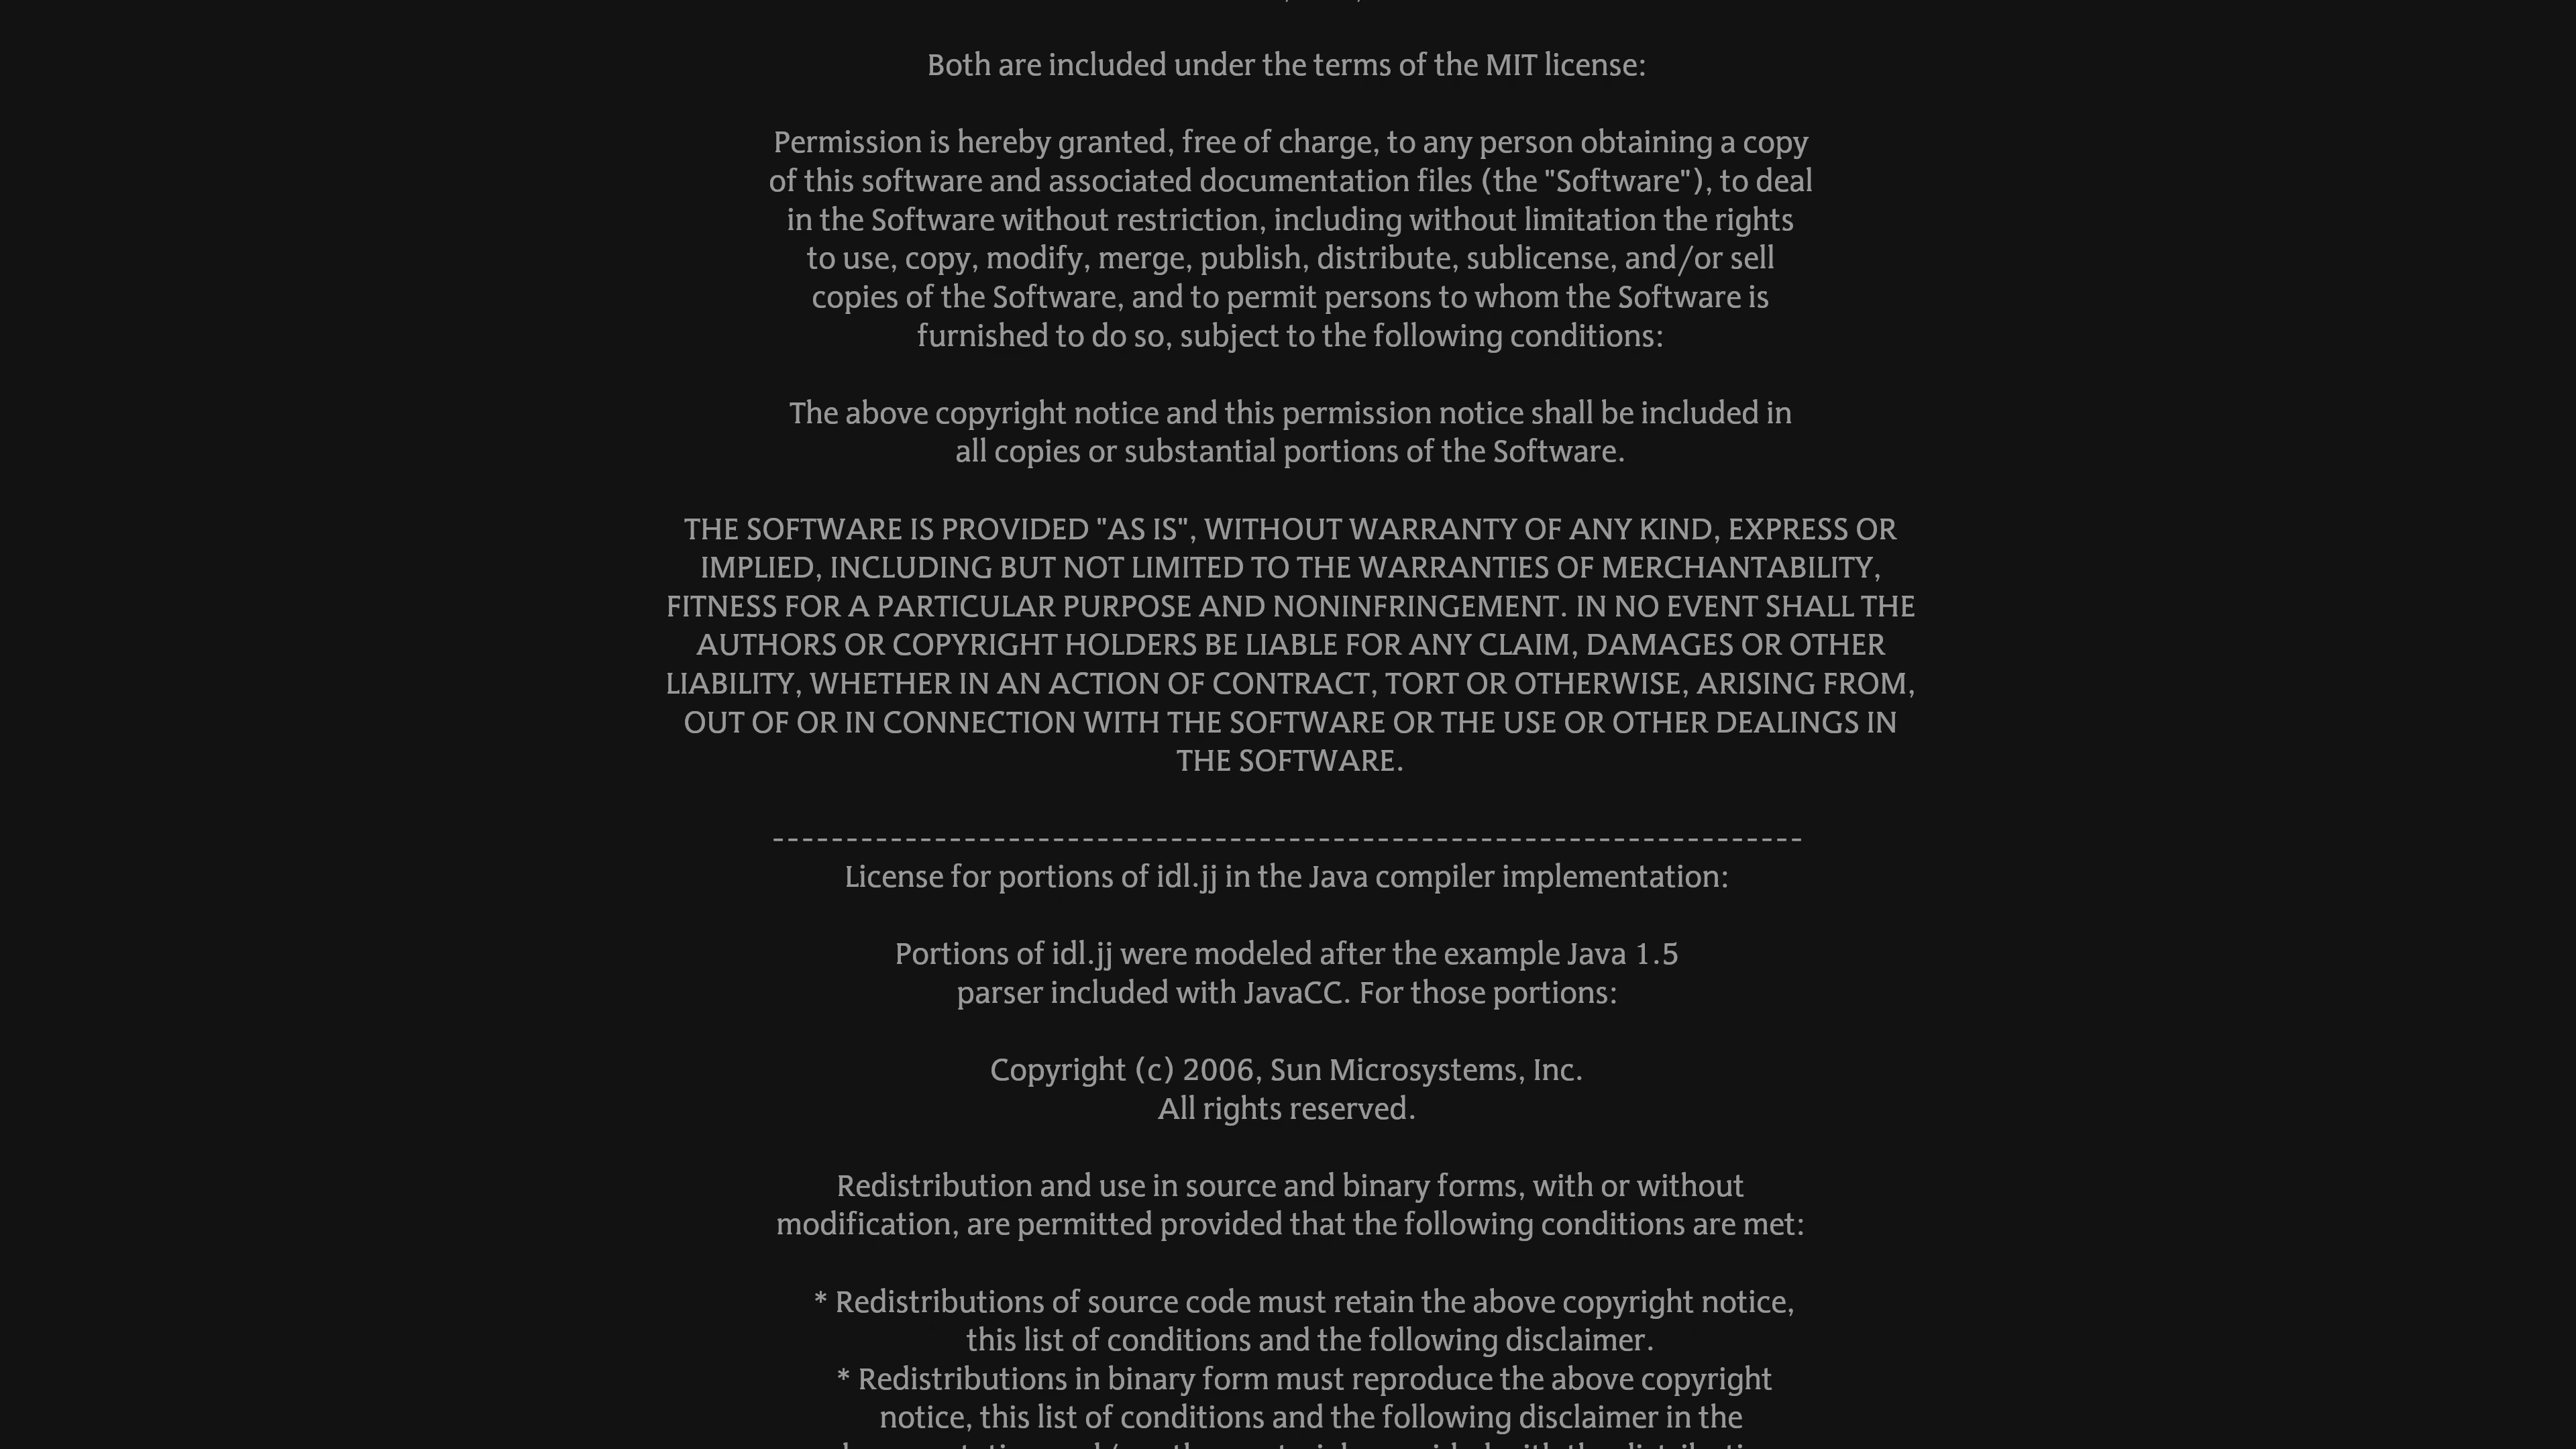 Both are included under the terms of the MIT license:
Permission is hereby granted, free of charge, to any person obtaining a copy
of this software and associated documentation files (the "Software"), to deal
in the Software without restriction, including without limitation the rights
to use, copy, modify, merge, publish, distribute, sublicense, and/or sell
copies of the Software, and to permit persons to whom the Software is
furnished to do so, subject to the following conditions:
The above copyright notice and this permission notice shall be included in
all copies or substantial portions of the Software.
THE SOFTWARE IS PROVIDED "AS IS", WITHOUT WARRANTY OF ANY KIND, EXPRESS OR
IMPLIED, INCLUDING BUT NOT LIMITED TO THE WARRANTIES OF MERCHANTABILITY,
FITNESS FOR A PARTICULAR PURPOSE AND NONINFRINGEMENT. IN NO EVENT SHALL THE
AUTHORS OR COPYRIGHT HOLDERS BE LIABLE FOR ANY CLAIM, DAMAGES OR OTHER
LIABILITY, WHETHER IN AN ACTION OF CONTRACT, TORT OR OTHERWISE, ARISING FROM,
OUT OF OR IN CONNECTION WITH THE SOFTWARE OR THE USE OR OTHER DEALINGS IN
THE SOFTWARE.
----------------------------------------------------------------------
License for portions of idl.jj in the Java compiler implementation:
Portions of idl.jj were modeled after the example Java 1.5
parser included with JavaCC. For those portions:
Copyright (c) 2006, Sun Microsystems, Inc.
All rights reserved.
Redistribution and use in source and binary forms, with or without
modification, are permitted provided that the following conditions are met:
* Redistributions of source code must retain the above copyright notice,
this list of conditions and the following disclaimer.
* Redistributions in binary form must reproduce the above copyright
notice, this list of conditions and the following disclaimer in the